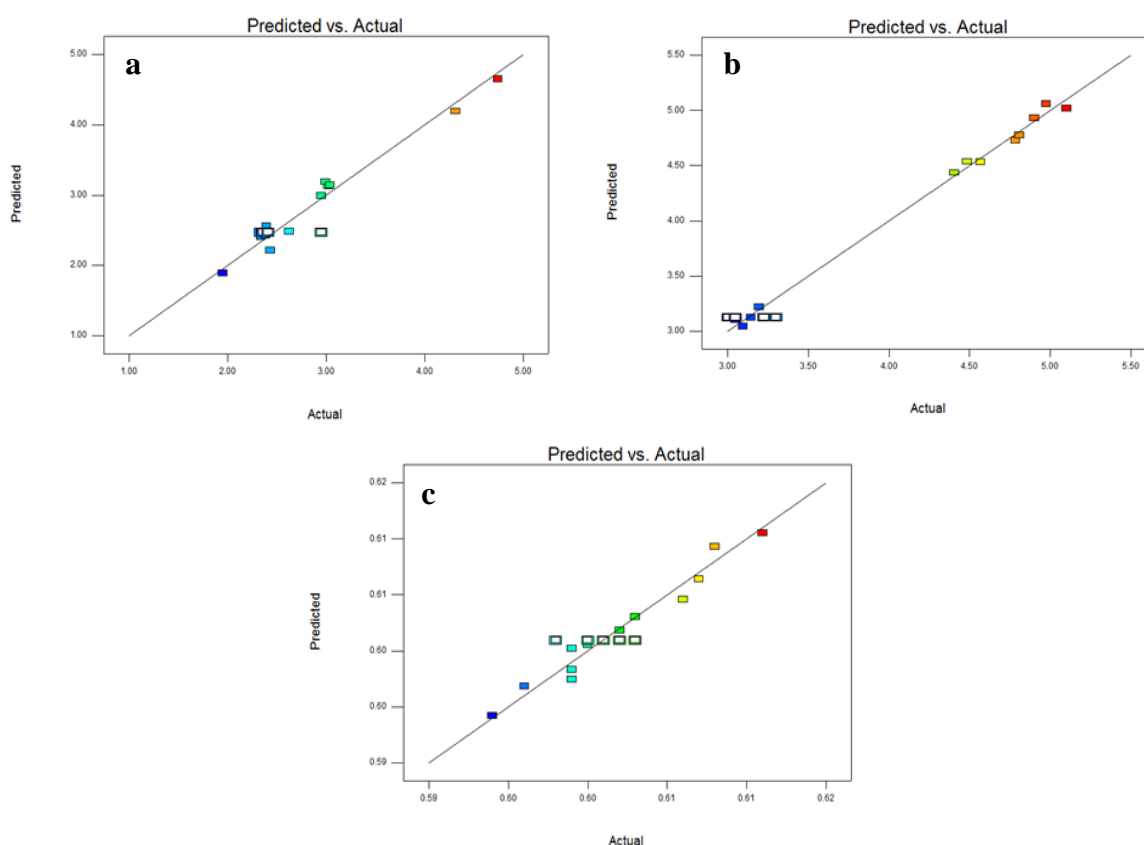 Predicted vs. Actual
a
5.00
4.00
3.00
2.00
1.00
Predicted
1.00 2.00 3.00 4.00 5.00
Actual
Predicted vs. Actual
b
5.50
5.00
4.50
4.00
3.50
3.00
Predicted
3.00 3.50 4.00 4.50 5.00 5.50
Actual
Predicted vs. Actual
c
0.62
0.61
0.61
0.60
0.60
0.59
Predicted
0.59 0.60 0.60 0.61 0.61 0.62
Actual